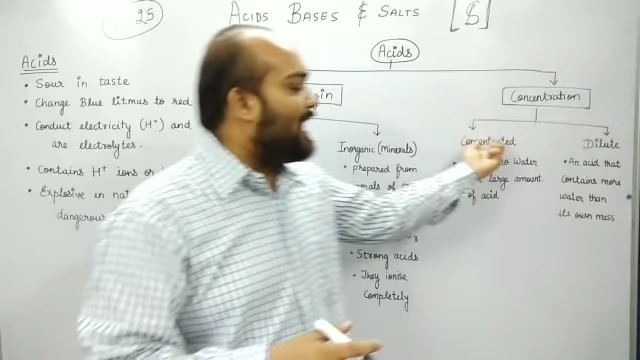 25
ACIDS BASES & SALTS
Acids
• Sour in taste
• Change Blue litmus to red
• Conduct electricity (H⁺) and
are electrolytes.
• Contains H⁺ ions or
• Explosive in
dangerous
Acids
Inorganic (Minerals)
• prepared from
3
• Strong acids
• They ionise
Completely
Concentration
Concentrated
Water
large amount
of acid
Dilute
• An acid that
contains more
water than
its own mass